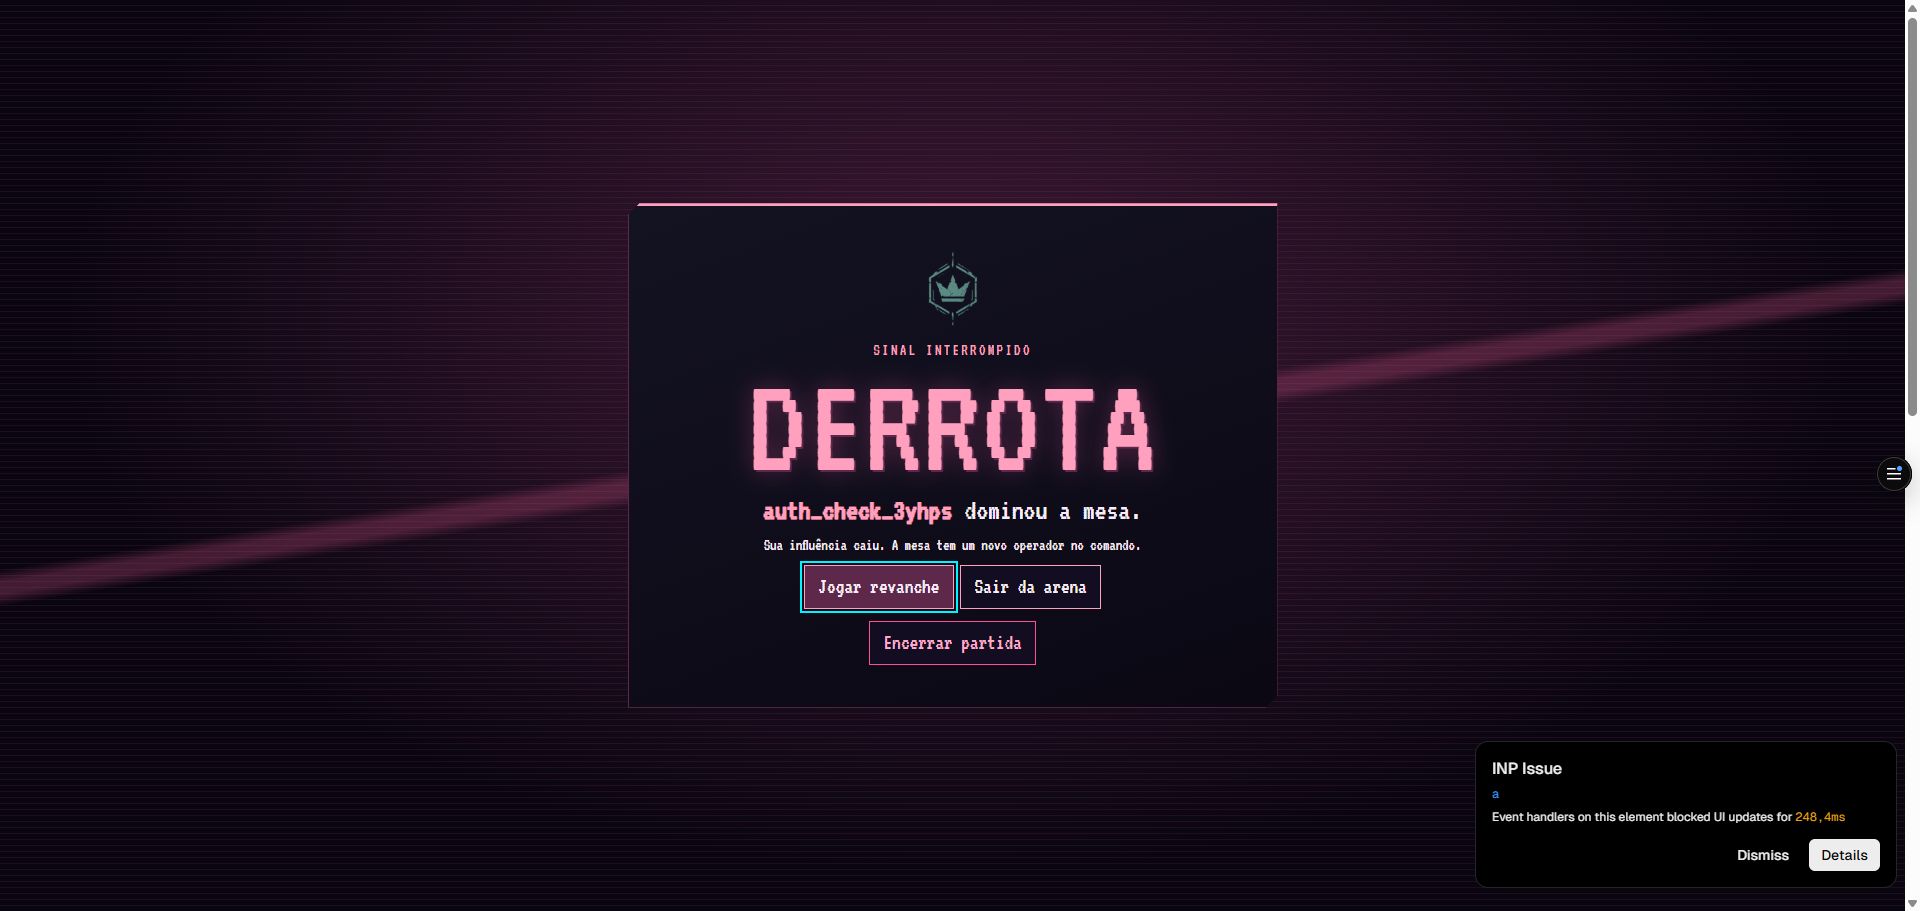 SINAL INTERROMPIDO
DERROTA
auth_check_3yhps dominou a mesa.
Sua influência caiu. A mesa tem um novo operador no comando.
Jogar revanche
Sair da arena
Encerrar partida
INP Issue
a
Event handlers on this element blocked UI updates for 248,4ms
Dismiss
Details